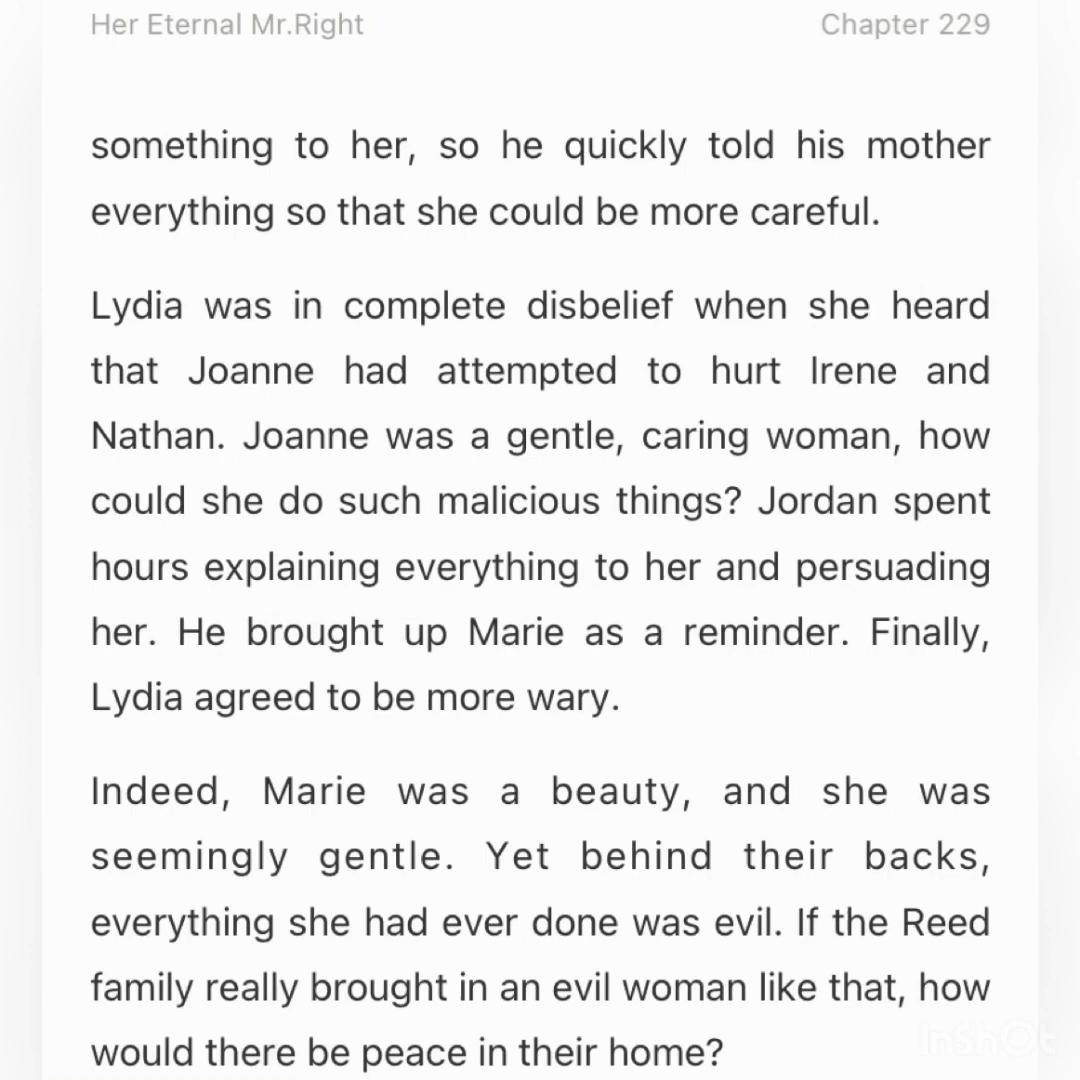 Her Eternal Mr.Right Chapter 229
something to her, so he quickly told his mother
everything so that she could be more careful.
Lydia was in complete disbelief when she heard
that Joanne had attempted to hurt Irene and
Nathan. Joanne was a gentle, caring woman, how
could she do such malicious things? Jordan spent
hours explaining everything to her and persuading
her. He brought up Marie as a reminder. Finally,
Lydia agreed to be more wary.
Indeed, Marie was a beauty, and she was
seemingly gentle. Yet behind their backs,
everything she had ever done was evil. If the Reed
family really brought in an evil woman like that, how
would there be peace in their home?
InShOt